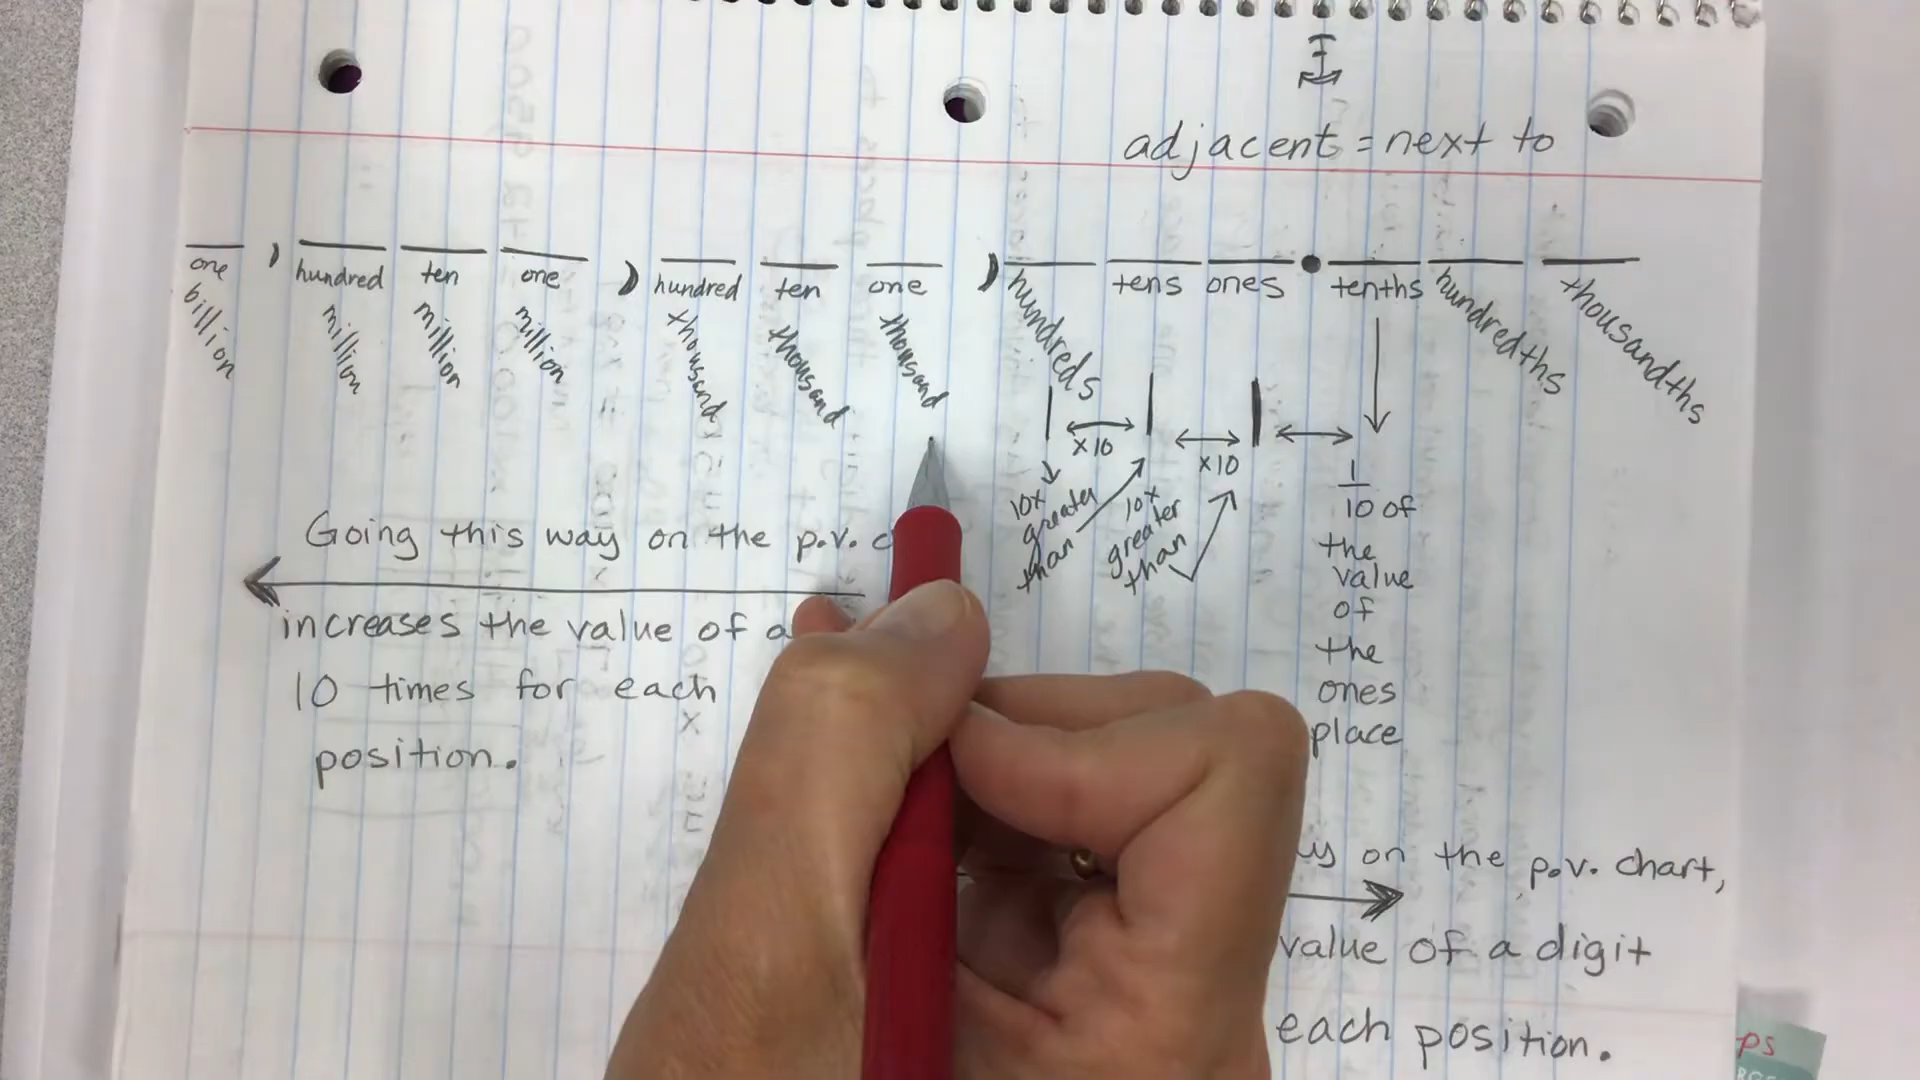 adjacent = next to
one billion , hundred million ten million one million , hundred thousand ten thousand one thousand , hundreds tens ones . tenths hundredths thousandths
x10 x10
10x greater than
10x greater than
1/10 of
the
value
of
the
ones
place
Going this way on the p.v. c
increases the value of a
10 times for each
position.
on the p.v. chart,
value of a digit
each position.
PS